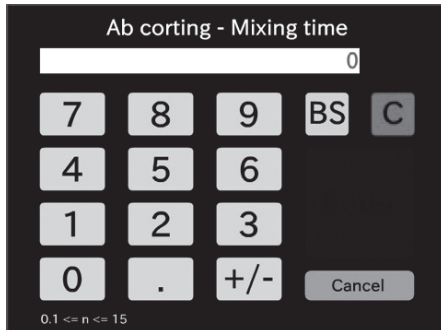 Ab corting - Mixing time
0
7 8 9 BS C
4 5 6
1 2 3
0 . +/- Cancel
0.1 <= n <= 15